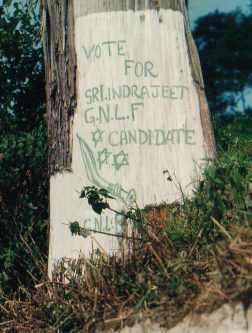 VOTE
FOR
SRI.INDRAJEET
G.N.L.F
CANDIDATE